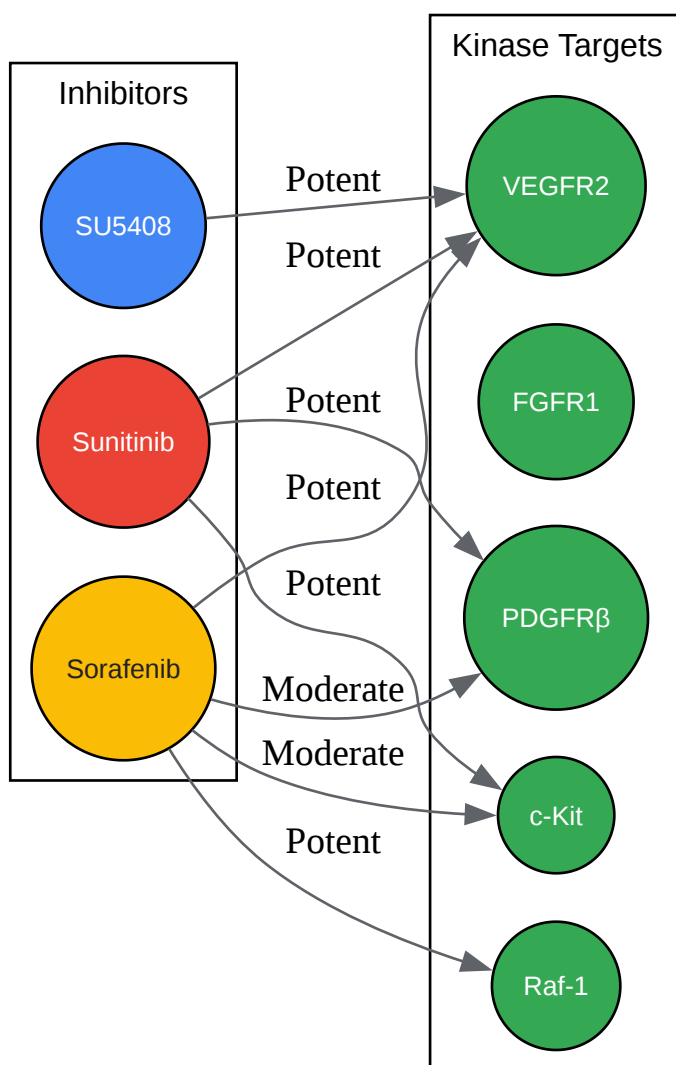 Kinase Targets
Inhibitors
SU5408
Potent
VEGFR2
Potent
Sunitinib
Potent
FGFR1
Potent
Potent
PDGFRβ
Sorafenib
Moderate
Moderate
c-Kit
Potent
Raf-1